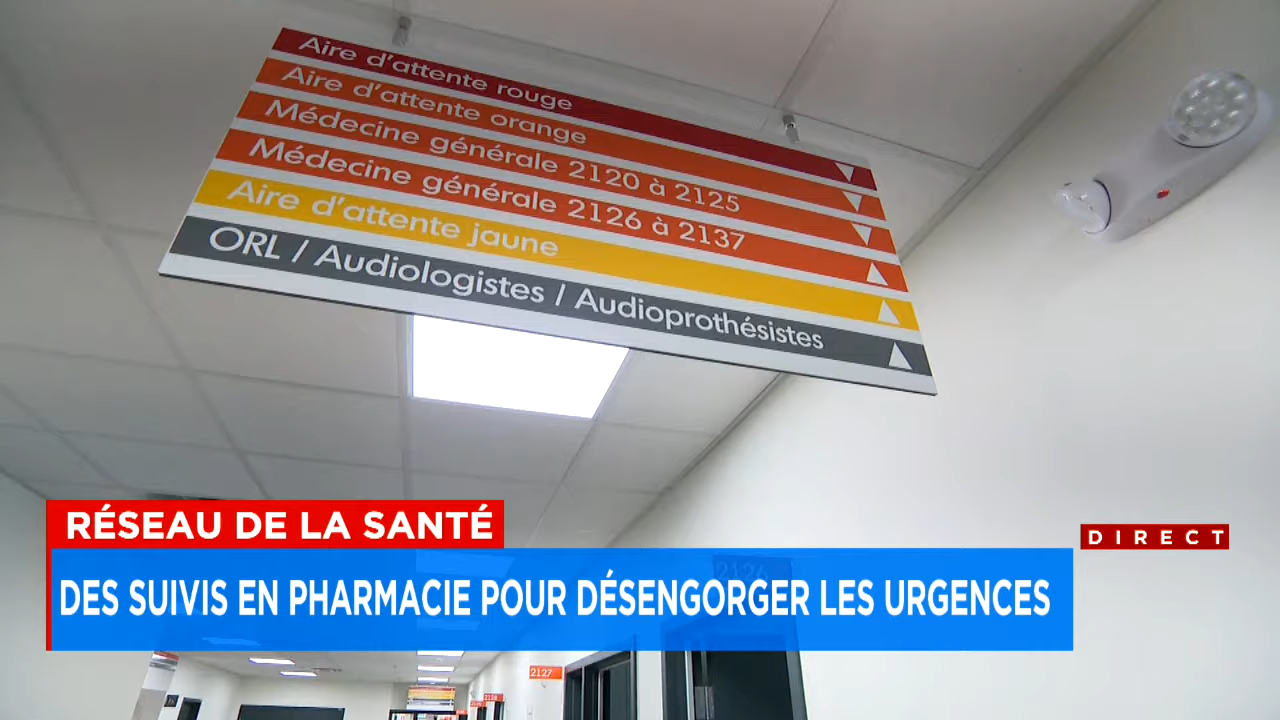 Aire d'attente rouge
Aire d'attente orange
Médecine générale 2120 à 2125
Médecine générale 2126 à 2137
Aire d'attente jaune
ORL / Audiologistes / Audioprothésistes
RÉSEAU DE LA SANTÉ
DIRECT
DES SUIVIS EN PHARMACIE POUR DÉSENGORGER LES URGENCES
2126
2127